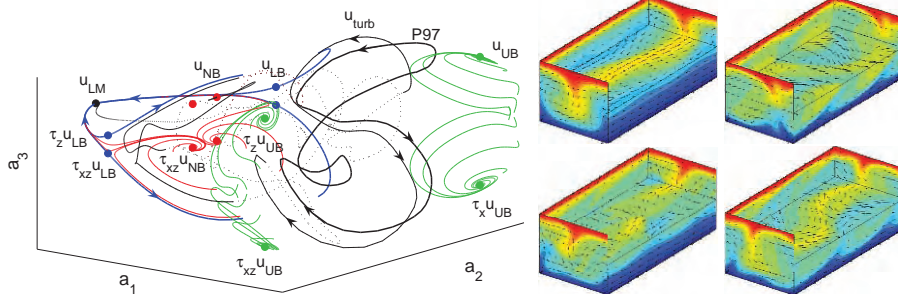 u_turb
P97
u_UB
u_NB
u_LB
u_LM
τ_z u_LB
τ_xz u_LB
τ_z u_UB
τ_xz u_NB
τ_x u_UB
τ_xz u_UB
a_3
a_1
a_2